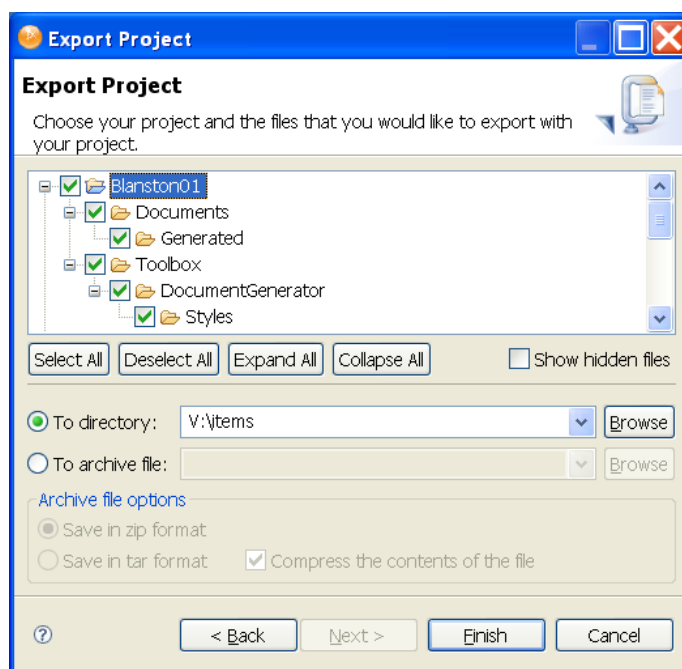 Export Project
Export Project
Choose your project and the files that you would like to export with
your project.
Blanston01
Documents
Generated
Toolbox
DocumentGenerator
Styles
Select All Deselect All Expand All Collapse All Show hidden files
To directory: V:\items Browse
To archive file: Browse
Archive file options
Save in zip format
Save in tar format Compress the contents of the file
? < Back Next > Finish Cancel